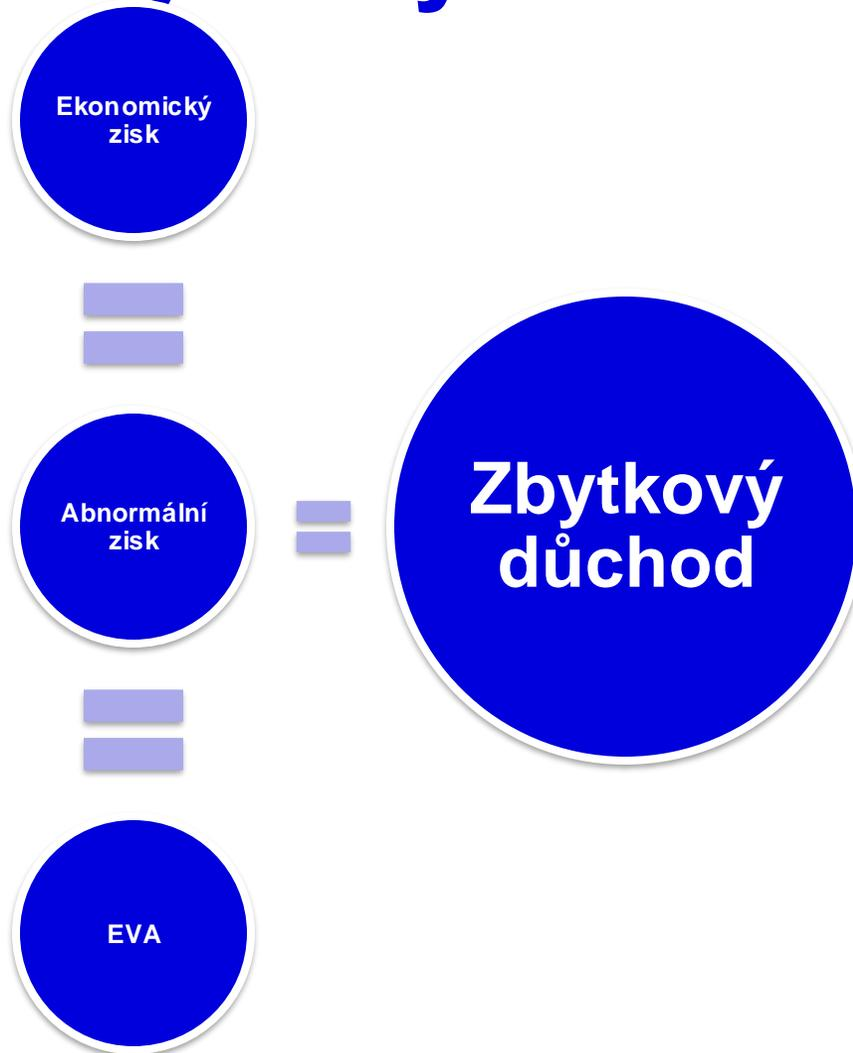 Ekonomický
zisk
Abnormální
zisk
Zbytkový
důchod
EVA